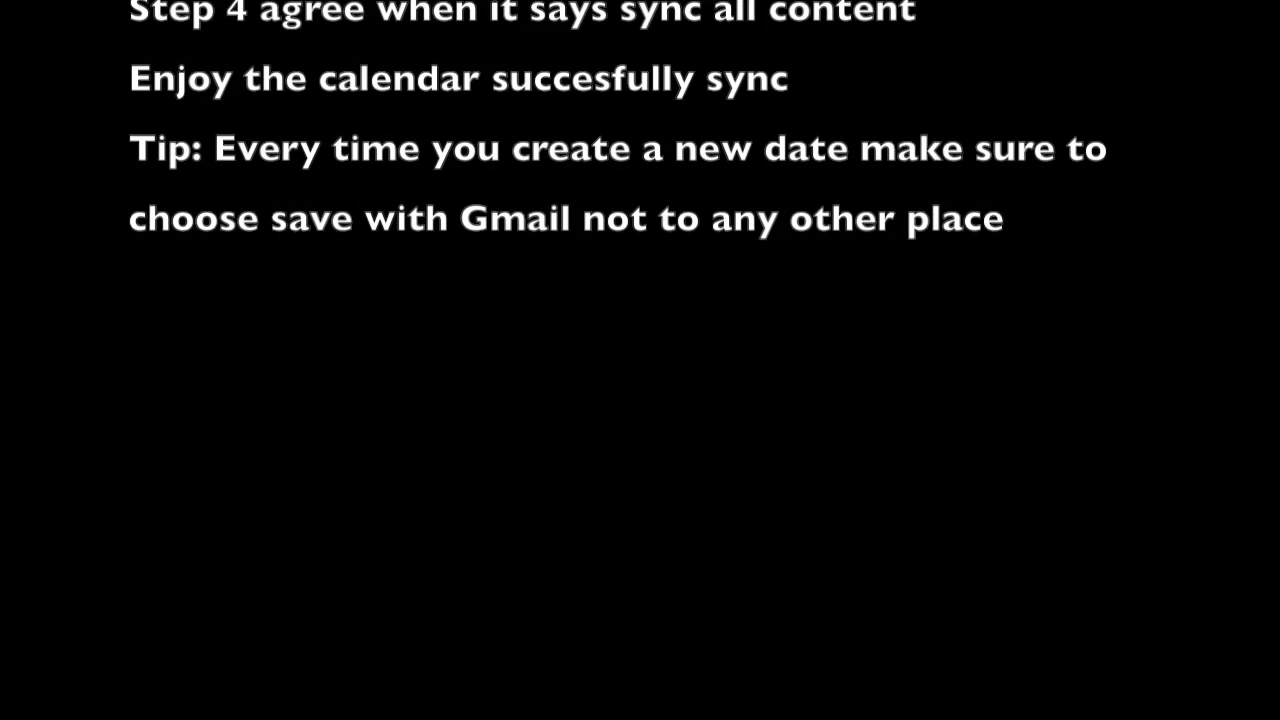 Step 4 agree when it says sync all content
Enjoy the calendar succesfully sync
Tip: Every time you create a new date make sure to
choose save with Gmail not to any other place